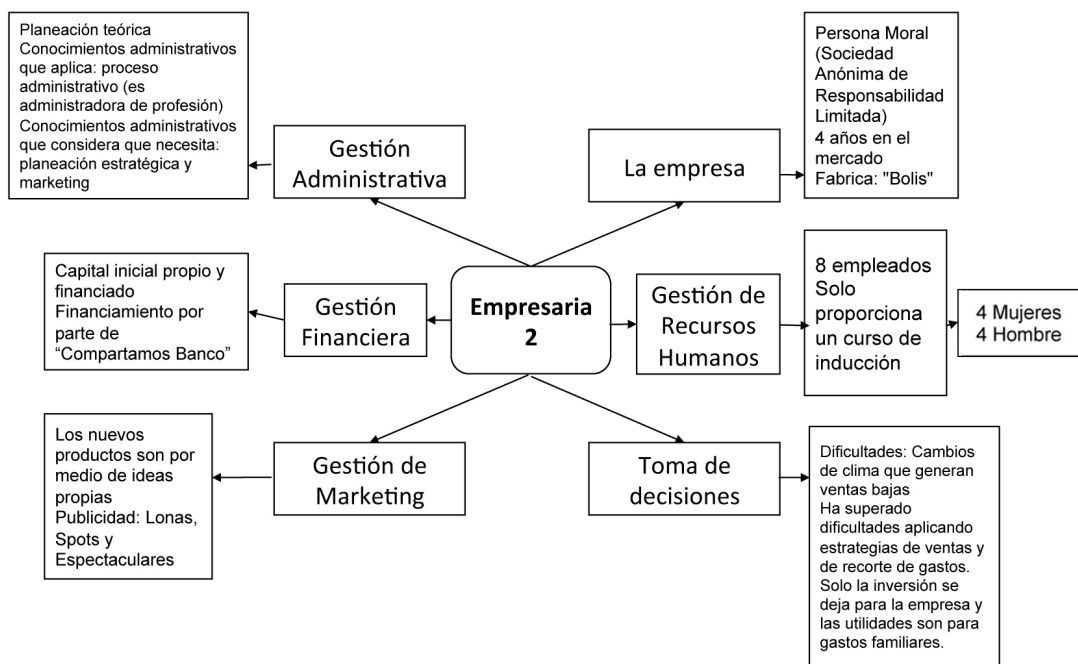 Planeación teórica
Conocimientos administrativos
que aplica: proceso
administrativo (es
administradora de profesión)
Conocimientos administrativos
que considera que necesita:
planeación estratégica y
marketing
Gestión
Administrativa
La empresa
Persona Moral
(Sociedad
Anónima de
Responsabilidad
Limitada)
4 años en el
mercado
Fabrica: "Bolis"
Capital inicial propio y
financiado
Financiamiento por
parte de
“Compartamos Banco”
Gestión
Financiera
Empresaria
2
Gestión de
Recursos
Humanos
8 empleados
Solo
proporciona
un curso de
inducción
4 Mujeres
4 Hombre
Los nuevos
productos son por
medio de ideas
propias
Publicidad: Lonas,
Spots y
Espectaculares
Gestión de
Marketing
Toma de
decisiones
Dificultades: Cambios
de clima que generan
ventas bajas
Ha superado
dificultades aplicando
estrategias de ventas y
de recorte de gastos.
Solo la inversión se
deja para la empresa y
las utilidades son para
gastos familiares.